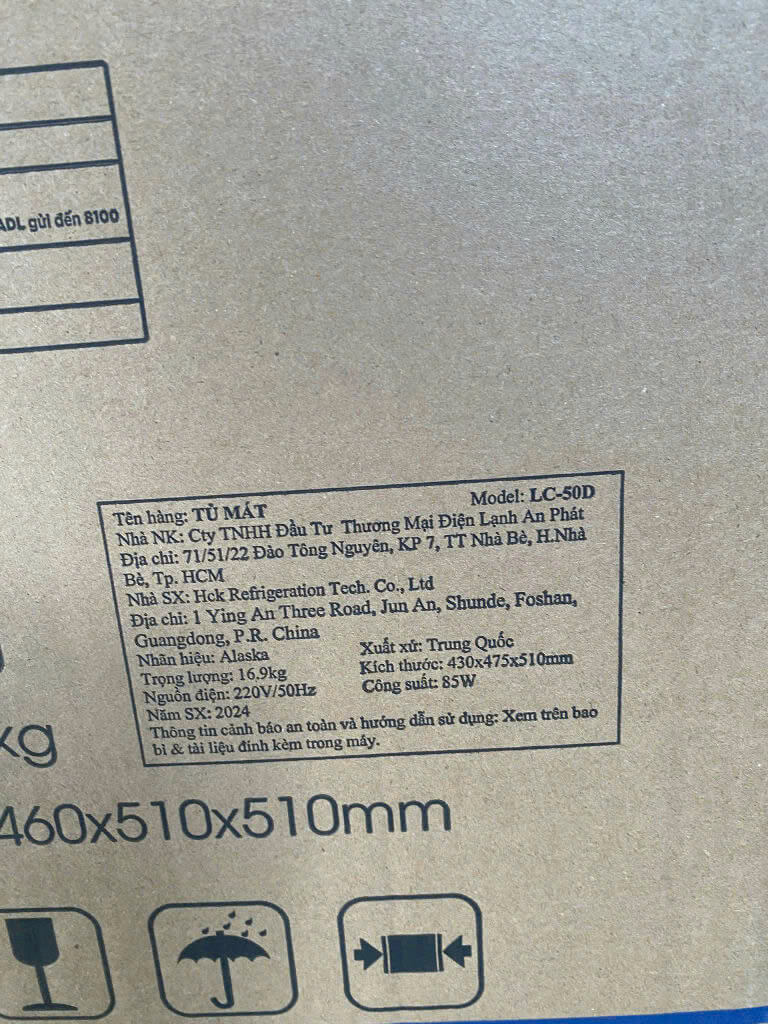 ADL gửi đến 8100
Tên hàng: TỦ MÁT Model: LC-50D
Nhà NK: Cty TNHH Đầu Tư Thương Mại Điện Lạnh An Phát
Địa chỉ: 71/51/22 Đào Tông Nguyên, KP 7, TT Nhà Bè, H.Nhà
Bè, Tp. HCM
Nhà SX: Hck Refrigeration Tech. Co., Ltd
Địa chỉ: 1 Ying An Three Road, Jun An, Shunde, Foshan,
Guangdong, P.R. China
Nhãn hiệu: Alaska Xuất xứ: Trung Quốc
Trọng lượng: 16,9kg Kích thước: 430x475x510mm
Nguồn điện: 220V/50Hz Công suất: 85W
Năm SX: 2024
Thông tin cảnh báo an toàn và hướng dẫn sử dụng: Xem trên bao
bì & tài liệu đính kèm trong máy.
kg
460x510x510mm